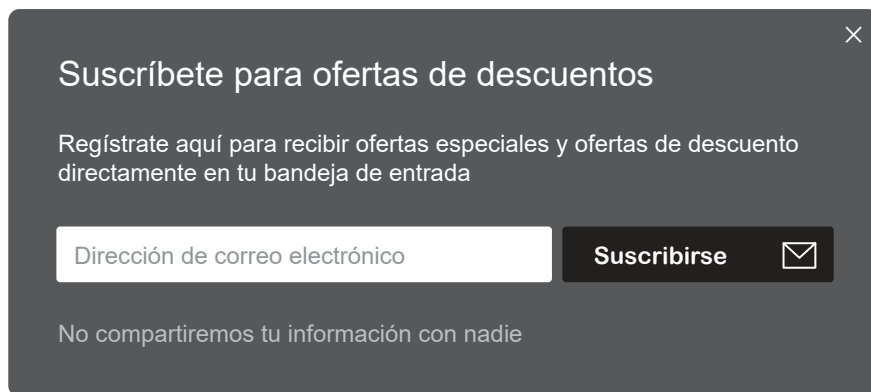 Suscríbete para ofertas de descuentos
Regístrate aquí para recibir ofertas especiales y ofertas de descuento
directamente en tu bandeja de entrada
Dirección de correo electrónico
Suscribirse
No compartiremos tu información con nadie